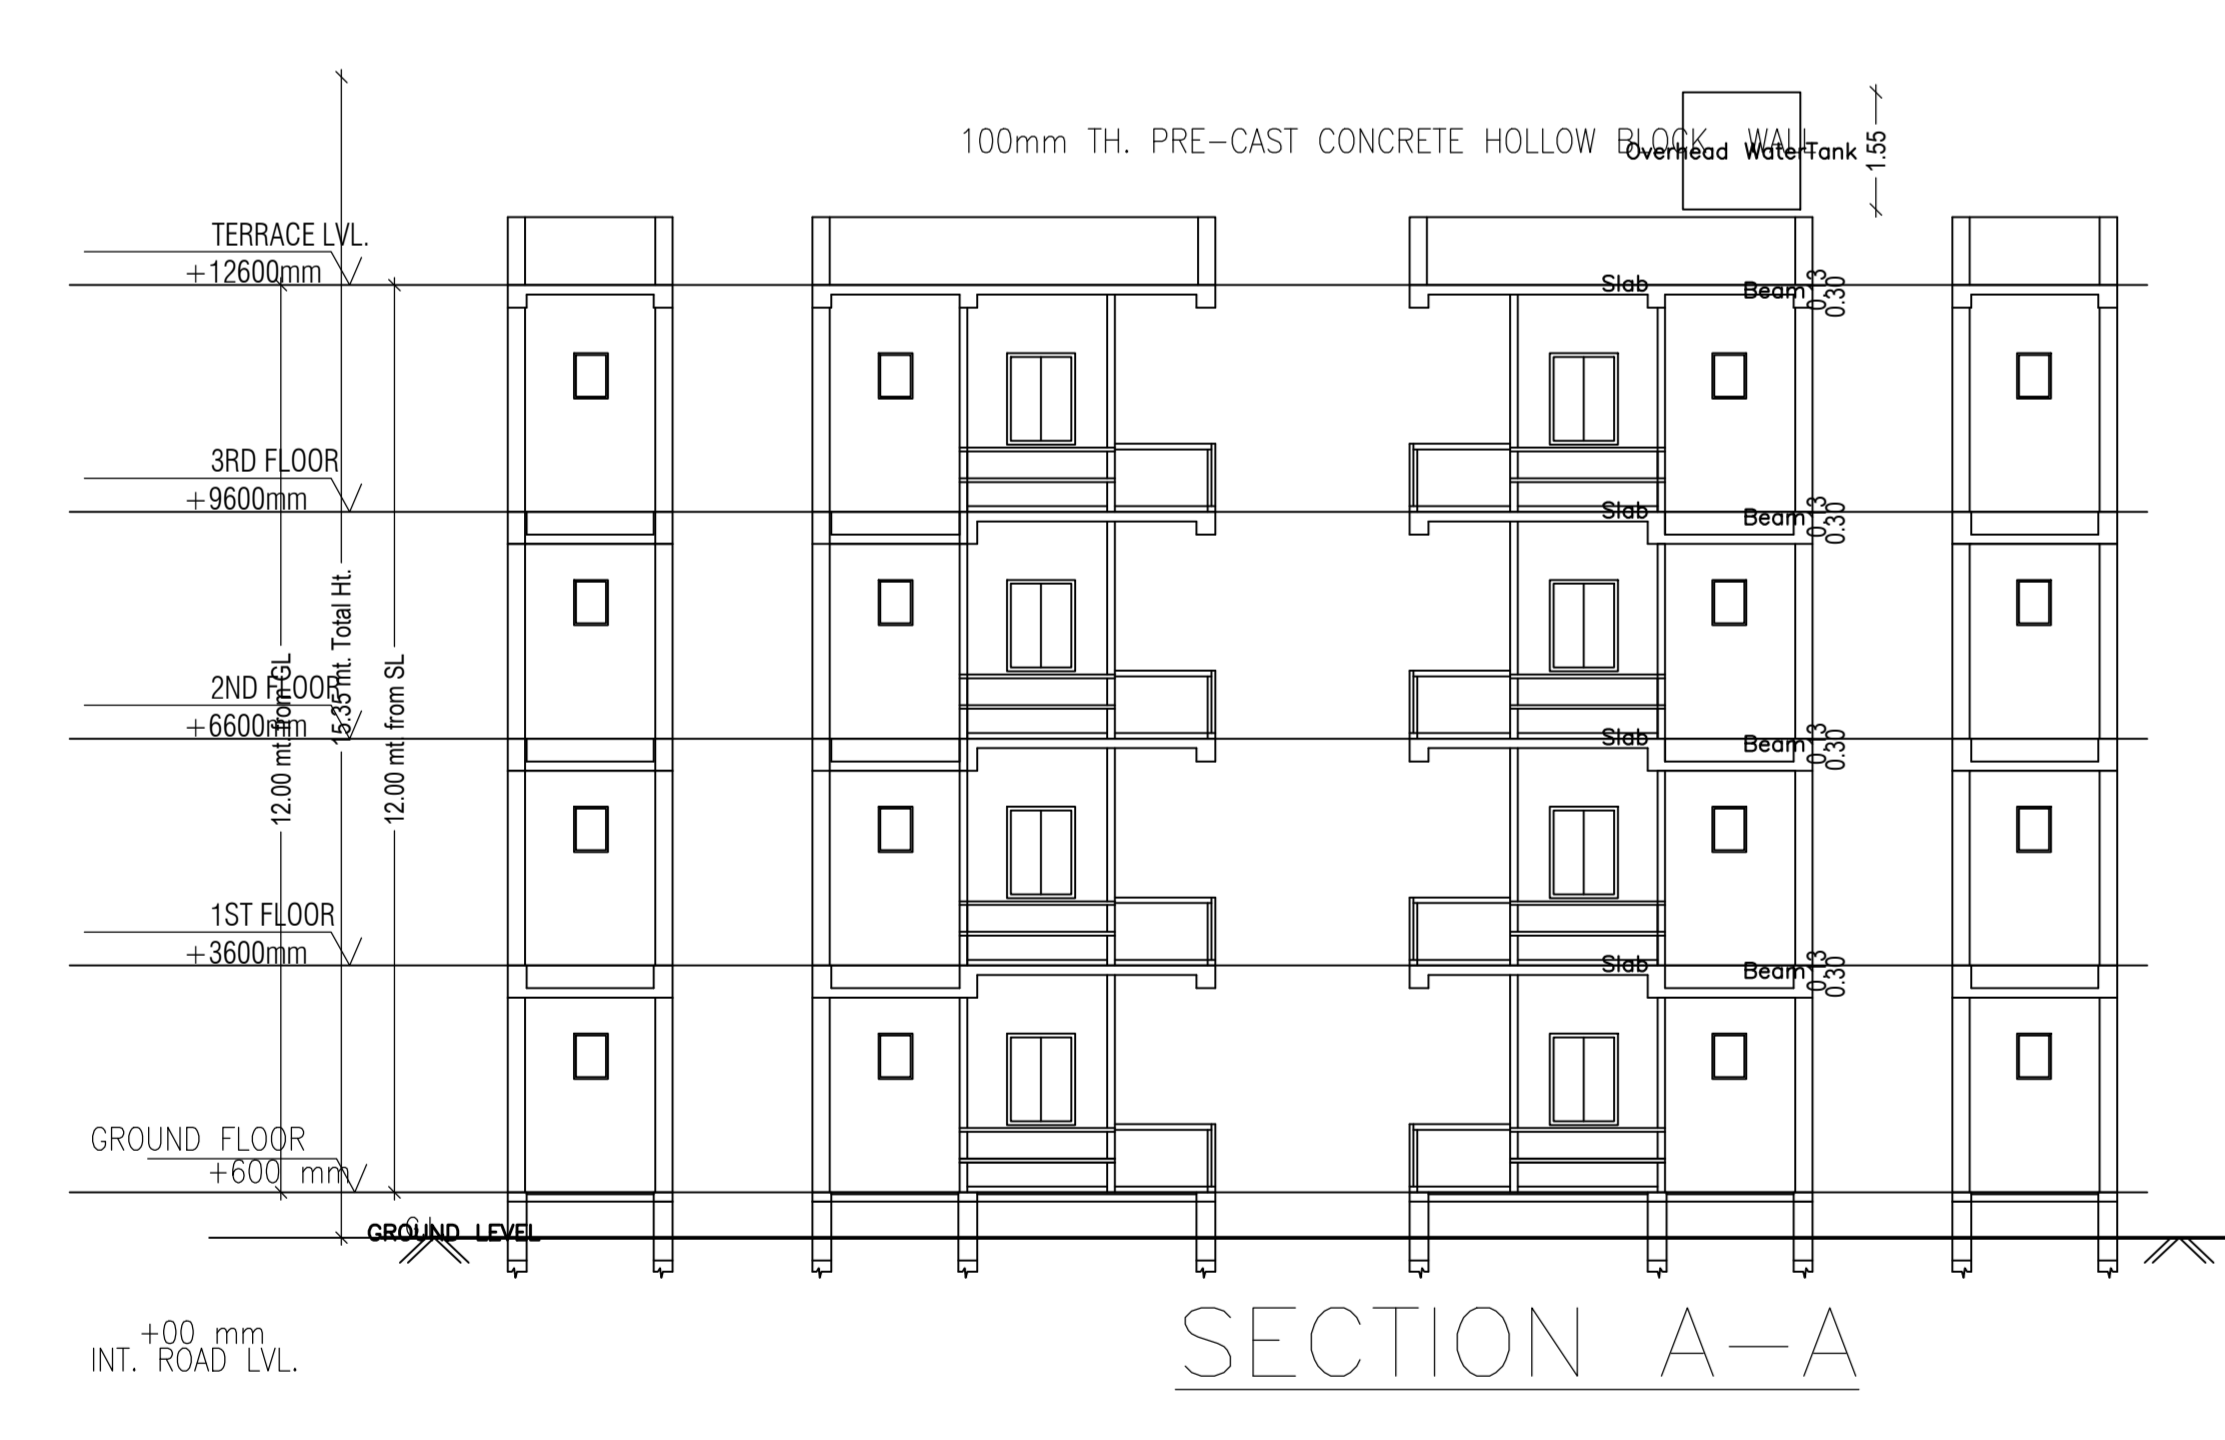 100mm TH. PRE-CAST CONCRETE HOLLOW BLOCK WALL
Overhead WaterTank
1.55
TERRACE LVL.
+12600mm
Slab
Beam
0.13
0.30
3RD FLOOR
+9600mm
Slab
Beam
0.13
0.30
12.00 mt. from GL
15.35 mt. Total Ht.
12.00 mt. from SL
2ND FLOOR
+6600mm
Slab
Beam
0.13
0.30
1ST FLOOR
+3600mm
Slab
Beam
0.13
0.30
GROUND FLOOR
+600 mm
GROUND LEVEL
+00 mm
INT. ROAD LVL.
SECTION A-A